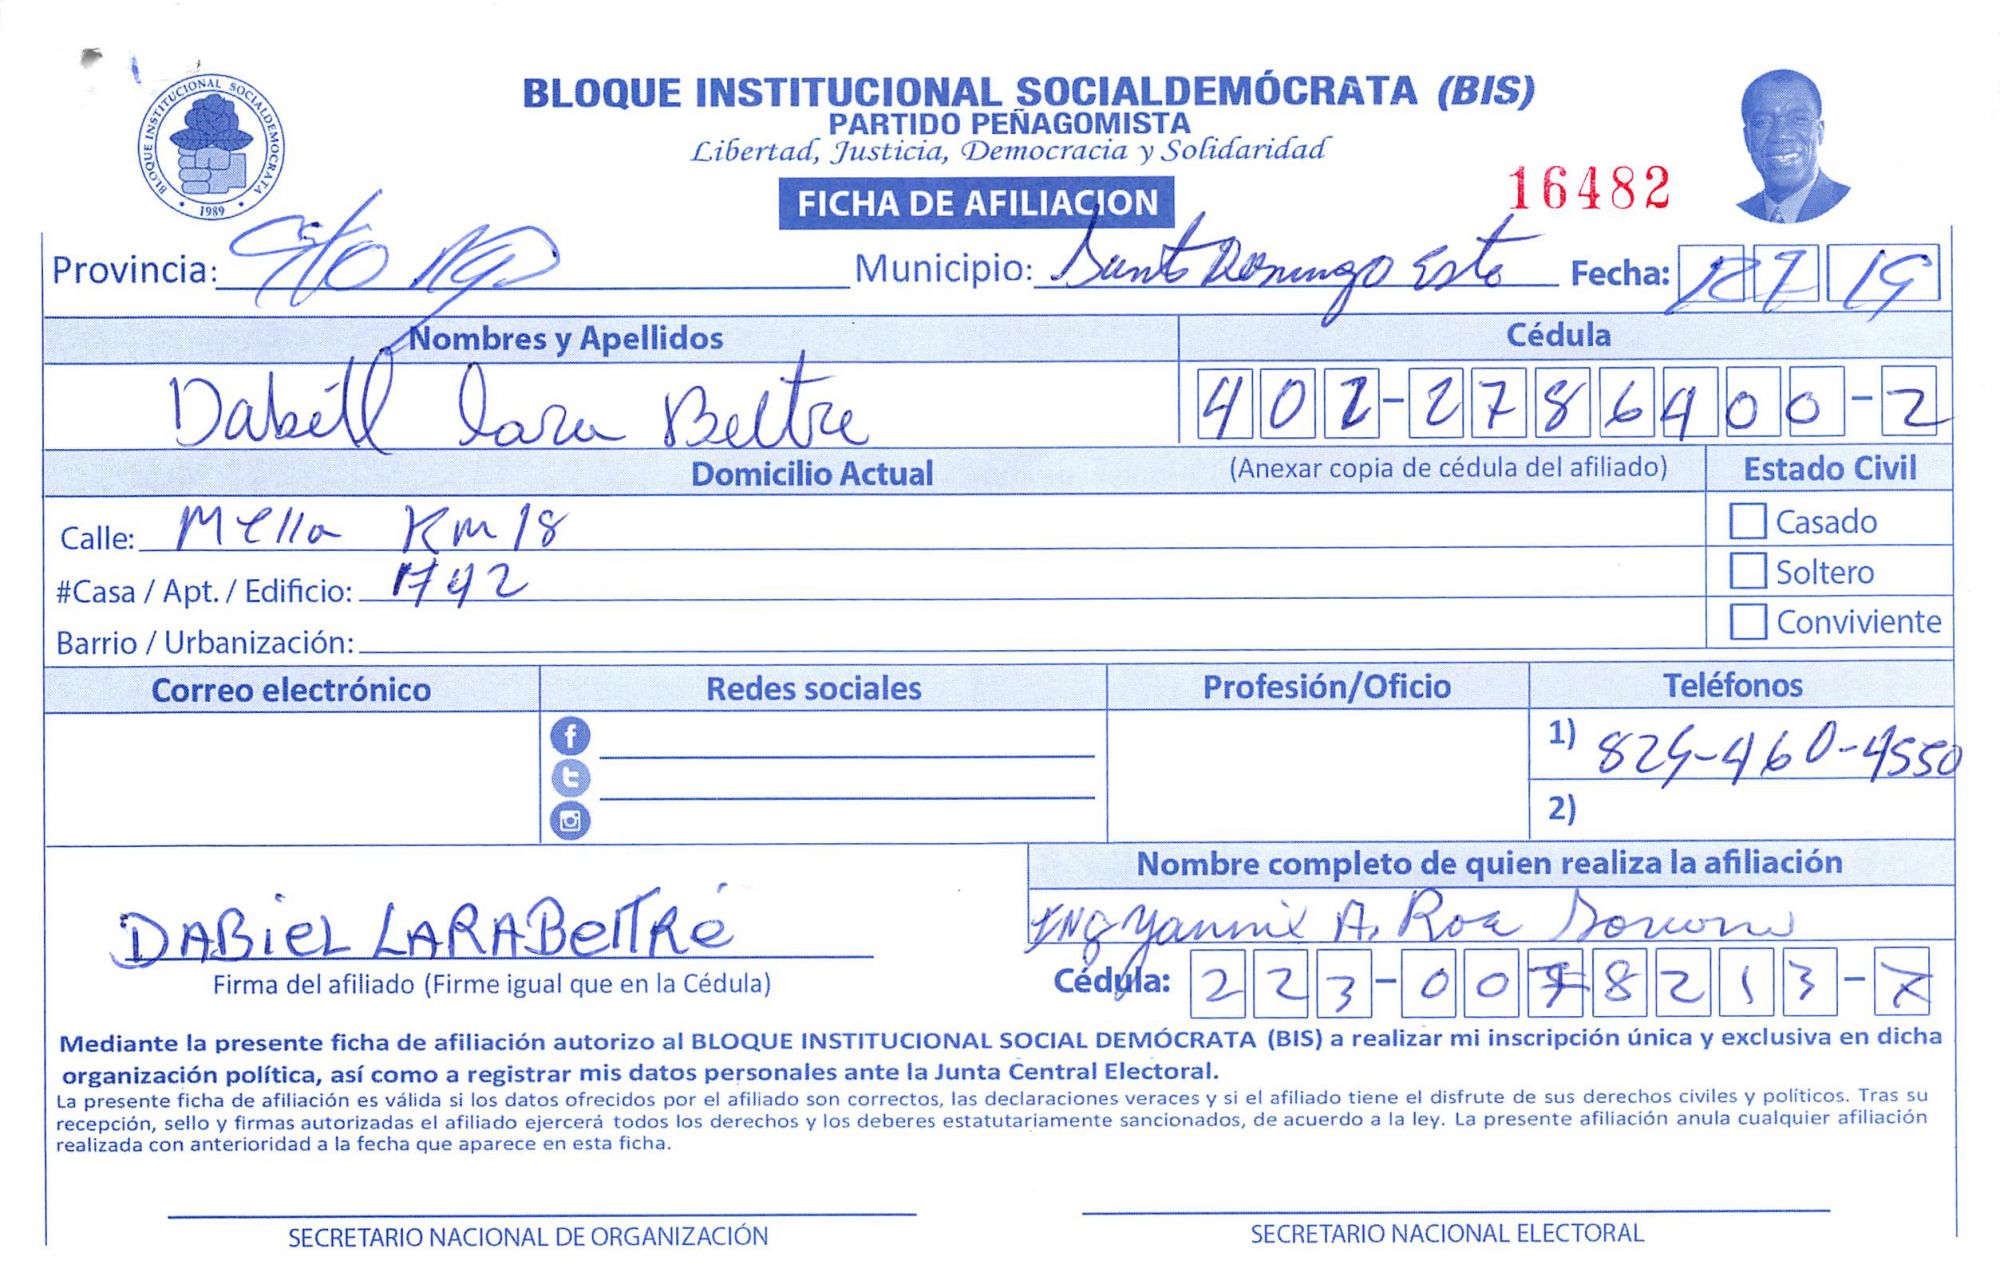 BLOQUE INSTITUCIONAL SOCIALDEMOCRATA
1989
BLOQUE INSTITUCIONAL SOCIALDEMÓCRATA (BIS)
PARTIDO PEÑAGOMISTA
Libertad, Justicia, Democracia y Solidaridad
16482
FICHA DE AFILIACION
Provincia: Sto Municipio: Santo Domingo Este Fecha: 7 19
Nombres y Apellidos Cédula
Lara Beltre 402-2786400-2
Domicilio Actual (Anexar copia de cédula del afiliado) Estado Civil
Calle: Mella Km 18 Casado
#Casa / Apt. / Edificio: 1742 Soltero
Barrio / Urbanización: Conviviente
Correo electrónico Redes sociales Profesión/Oficio Teléfonos
1) 829-460-4550
2)
Nombre completo de quien realiza la afiliación
DABieL LARABeltRé ING Yannix A. Roa
Firma del afiliado (Firme igual que en la Cédula) Cédula: 223-0078213-7
Mediante la presente ficha de afiliación autorizo al BLOQUE INSTITUCIONAL SOCIAL DEMÓCRATA (BIS) a realizar mi inscripción única y exclusiva en dicha
organización política, así como a registrar mis datos personales ante la Junta Central Electoral.
La presente ficha de afiliación es válida si los datos ofrecidos por el afiliado son correctos, las declaraciones veraces y si el afiliado tiene el disfrute de sus derechos civiles y políticos. Tras su
recepción, sello y firmas autorizadas el afiliado ejercerá todos los derechos y los deberes estatutariamente sancionados, de acuerdo a la ley. La presente afiliación anula cualquier afiliación
realizada con anterioridad a la fecha que aparece en esta ficha.
SECRETARIO NACIONAL DE ORGANIZACIÓN SECRETARIO NACIONAL ELECTORAL